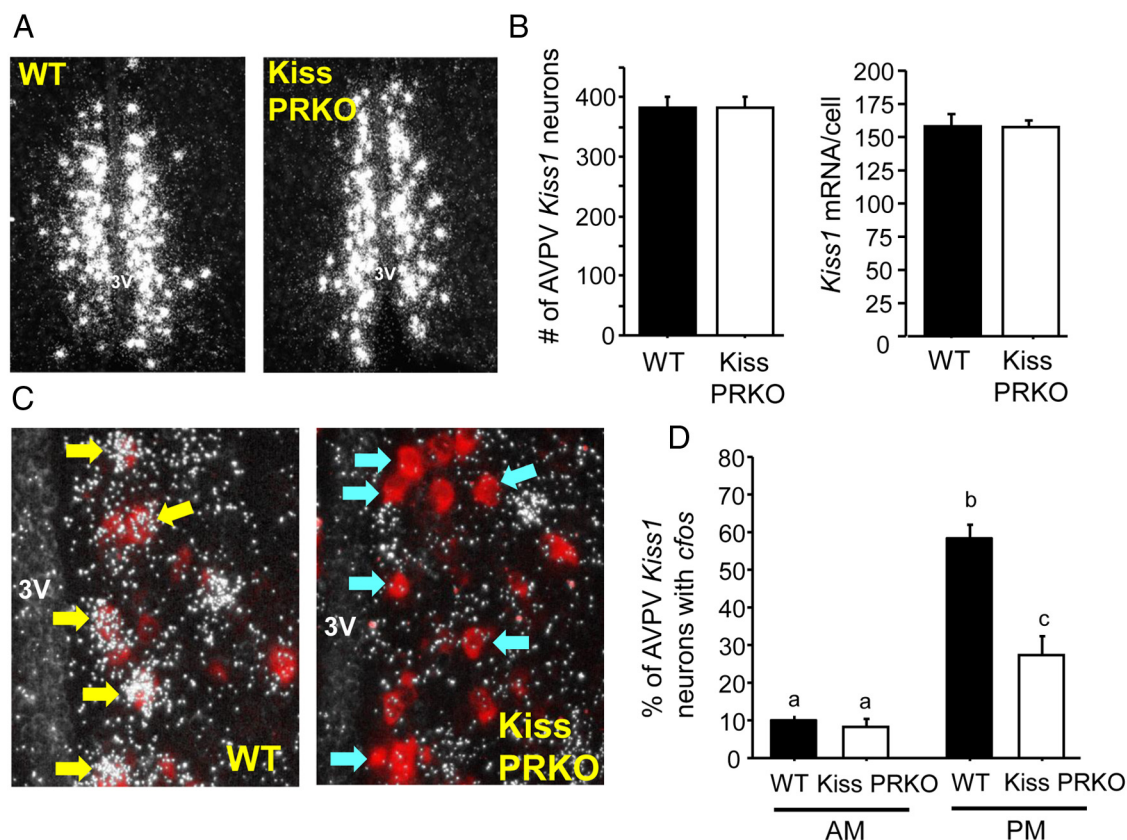 A
WT
3V
Kiss
PRKO
3V
B
# of AVPV Kiss1 neurons
400
300
200
100
0
WT
Kiss
PRKO
Kiss1 mRNA/cell
200
175
150
125
100
75
50
25
0
WT
Kiss
PRKO
C
3V
WT
3V
Kiss
PRKO
D
% of AVPV Kiss1
neurons with cfos
80
70
60
50
40
30
20
10
0
a
a
b
c
WT Kiss PRKO
WT Kiss PRKO
AM
PM